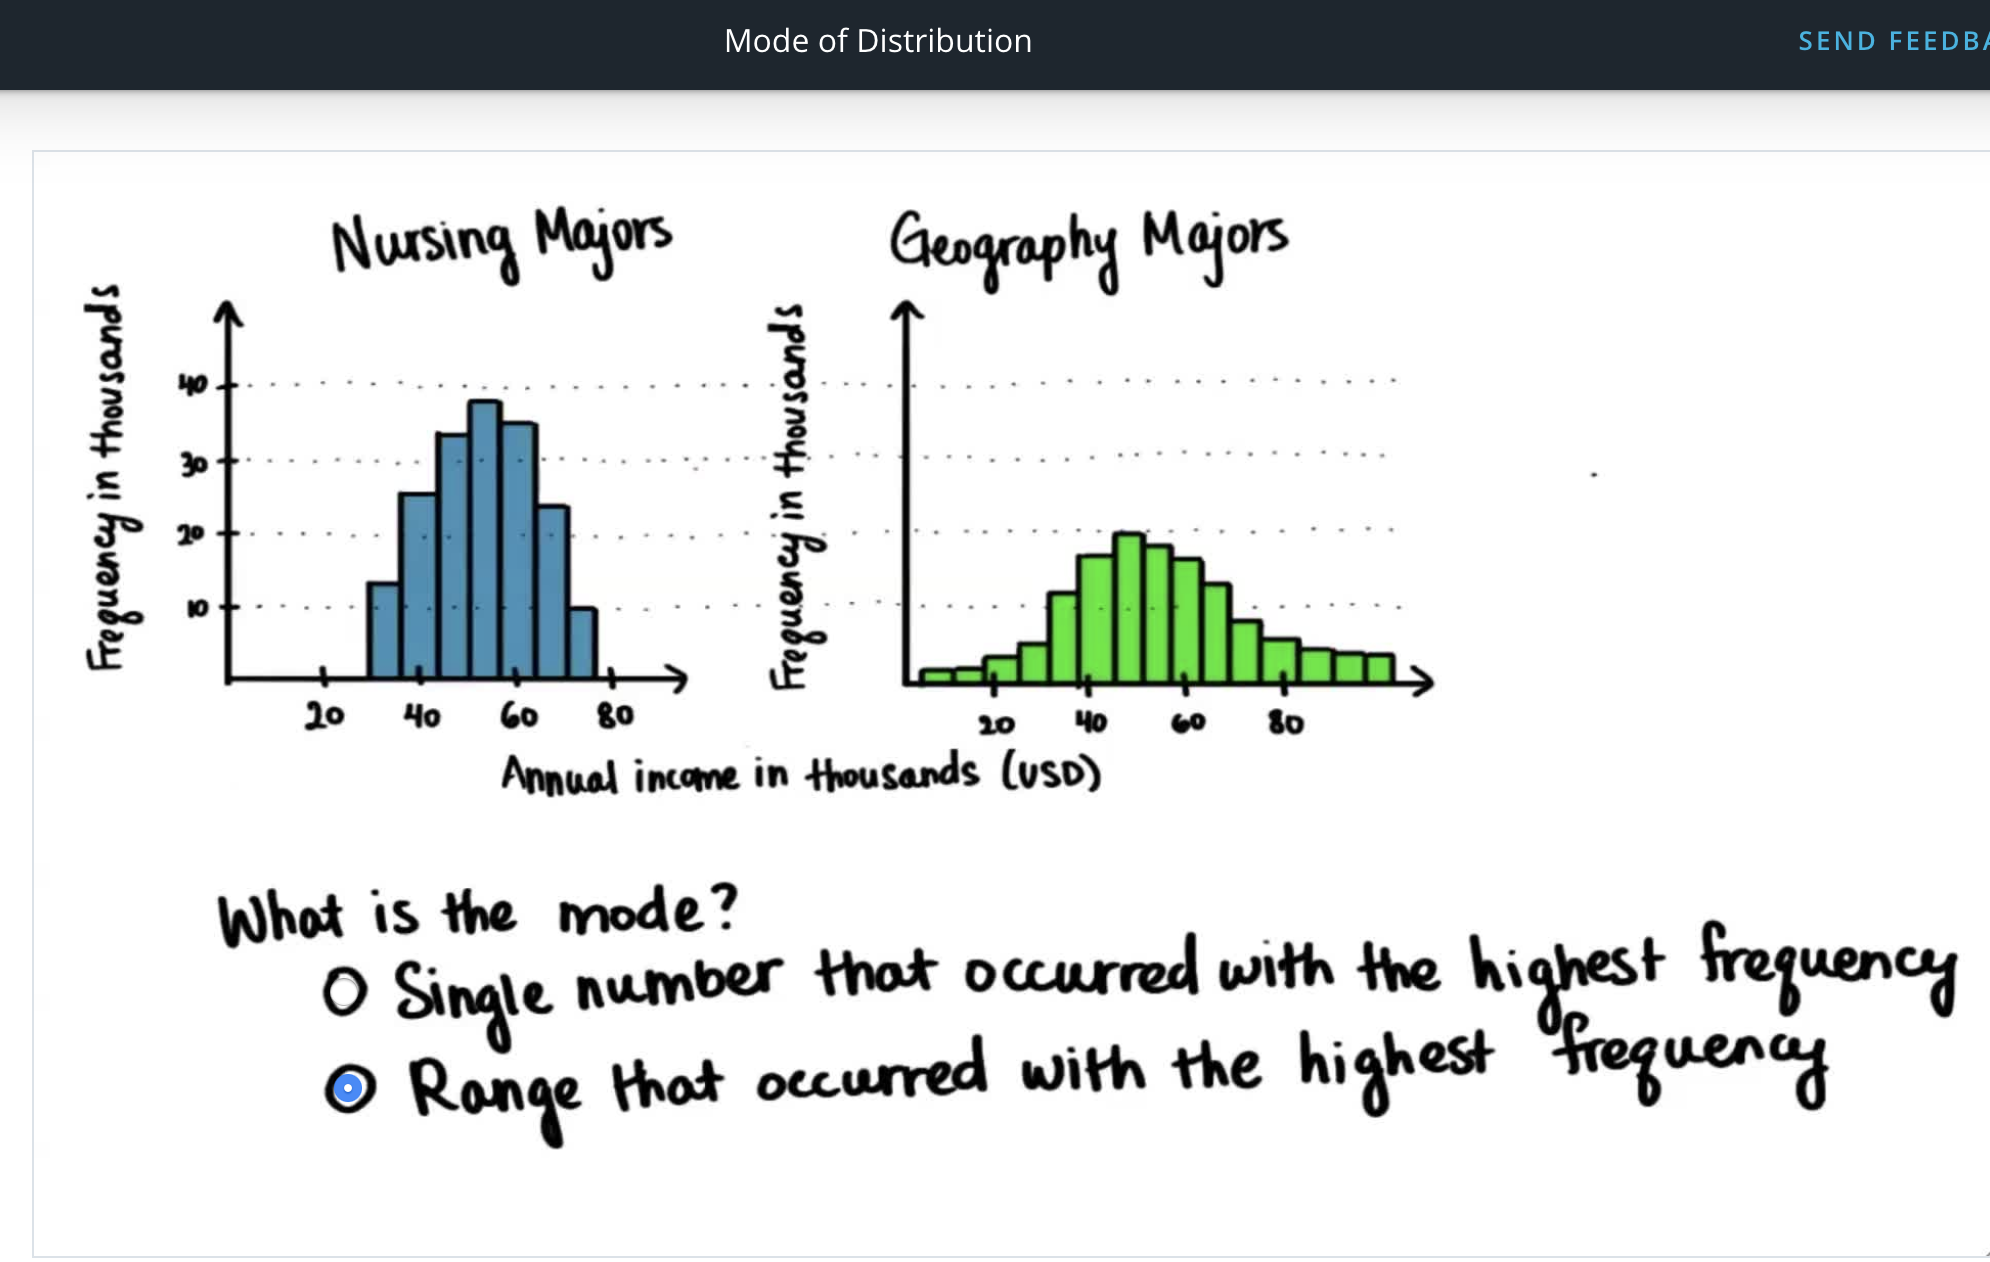 Mode of Distribution
SEND FEEDBA
Nursing Majors
Geography Majors
Frequency in thousands
40
30
20
10
20 40 60 80
Frequency in thousands
20 40 60 80
Annual income in thousands (USD)
What is the mode?
Single number that occurred with the highest frequency
Range that occurred with the highest frequency